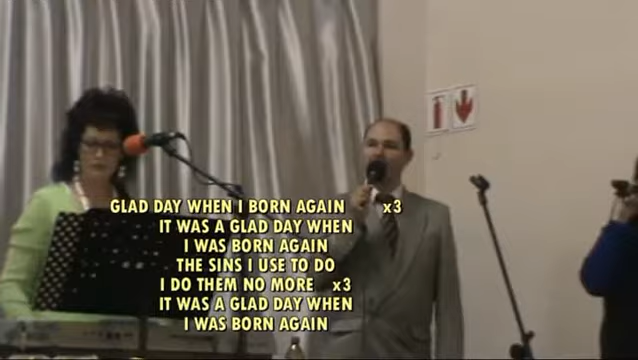 GLAD DAY WHEN I BORN AGAIN x3
IT WAS A GLAD DAY WHEN
I WAS BORN AGAIN
THE SINS I USE TO DO
I DO THEM NO MORE x3
IT WAS A GLAD DAY WHEN
I WAS BORN AGAIN